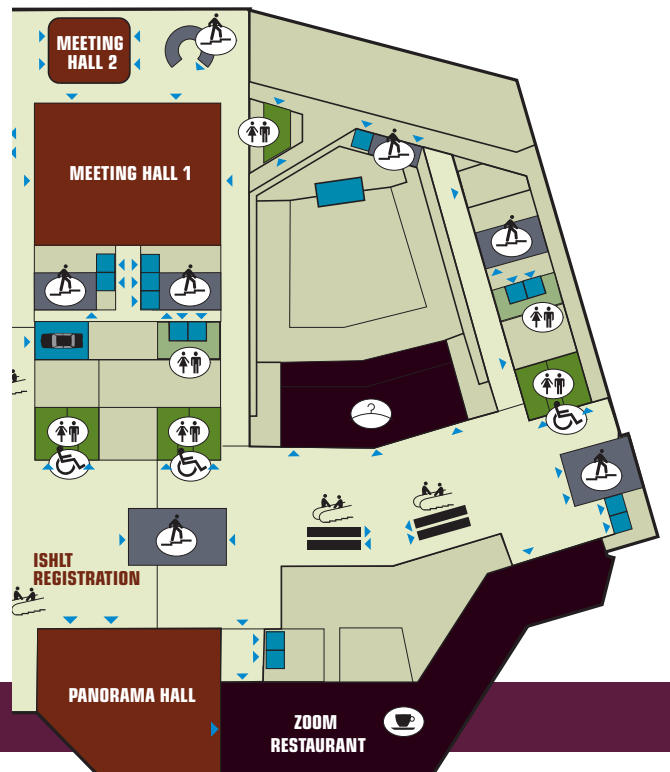 MEETING
HALL 2
MEETING HALL 1
ISHLT
REGISTRATION
PANORAMA HALL
ZOOM
RESTAURANT